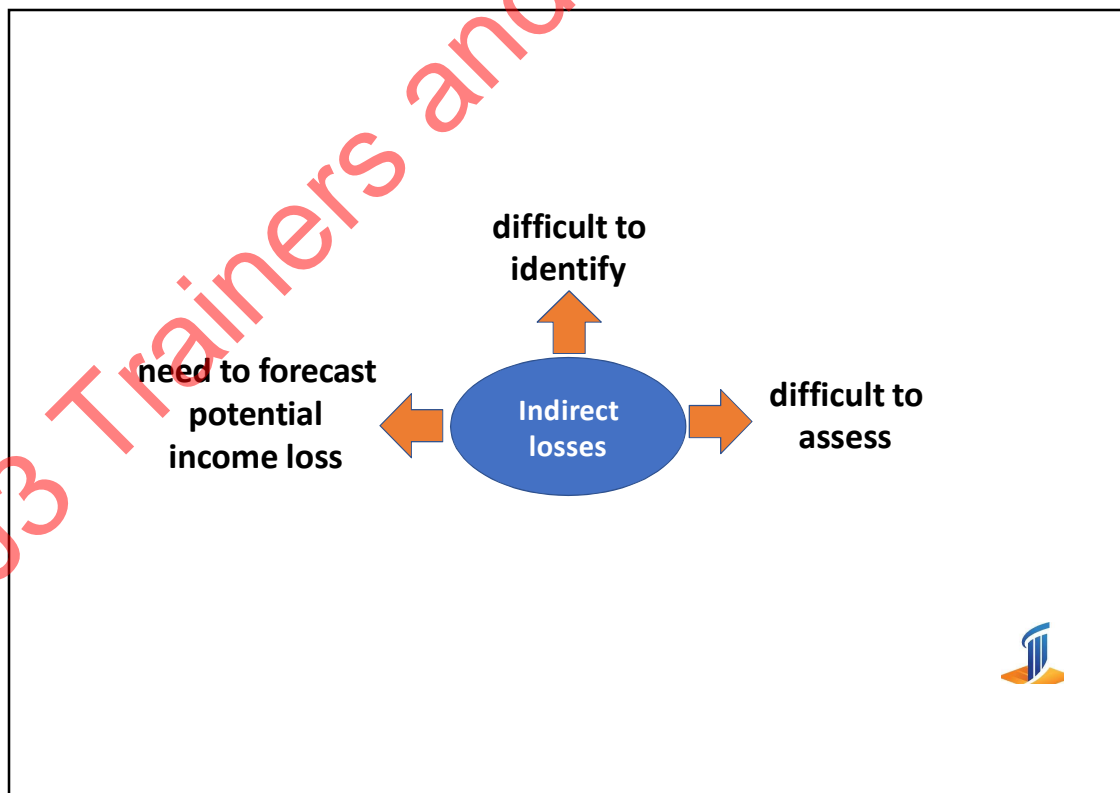 difficult to
identify
need to forecast
potential
income loss
Indirect
losses
difficult to
assess
Trainers and